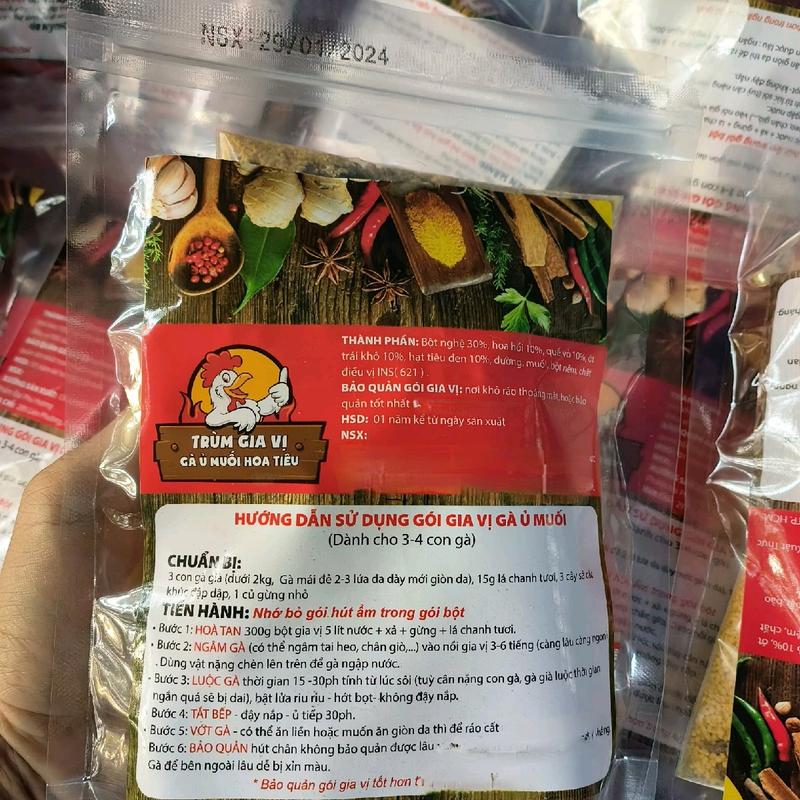 NSX: 29/01/2024
THÀNH PHẦN: Bột nghệ 30%, hoa hồi 10%, quế vỏ 10%, ớt
trái khô 10%, hạt tiêu đen 10%, đường, muối, bột nêm, chất
điều vị INS( 621 ) .
BẢO QUẢN GÓI GIA VỊ: nơi khô ráo thoáng mát, hoặc bảo
quản tốt nhất
HSD: 01 năm kể từ ngày sản xuất
NSX:
TRÙM GIA VỊ
GÀ Ủ MUỐI HOA TIÊU
HƯỚNG DẪN SỬ DỤNG GÓI GIA VỊ GÀ Ủ MUỐI
(Dành cho 3-4 con gà)
CHUẨN BỊ:
3 con gà già (dưới 2kg, Gà mái đẻ 2-3 lứa da dày mới giòn da), 15g lá chanh tươi, 3 cây sả cắt
khúc đập dập, 1 củ gừng nhỏ
TIẾN HÀNH: Nhớ bỏ gói hút ẩm trong gói bột
• Bước 1: HOÀ TAN 300g bột gia vị 5 lít nước + xả + gừng + lá chanh tươi.
• Bước 2: NGÂM GÀ (có thể ngâm tai heo, chân giò,...) vào nồi gia vị 3-6 tiếng (càng lâu càng ngon)
. Dùng vật nặng chèn lên trên để gà ngập nước.
• Bước 3: LUỘC GÀ thời gian 15 -30ph tính từ lúc sôi (tuỳ cân nặng con gà, gà già luộc thời gian
ngắn quá sẽ bị dai), bật lửa riu riu - hớt bọt- không đậy nắp.
Bước 4: TẮT BẾP - dậy nắp - ủ tiếp 30ph.
• Bước 5: VỚT GÀ - có thể ăn liền hoặc muốn ăn giòn da thì để ráo cất
Bước 6: BẢO QUẢN hút chân không bảo quản được lâu
Gà để bên ngoài lâu dễ bị xỉn màu.
* Bảo quản gói gia vị tốt hơn